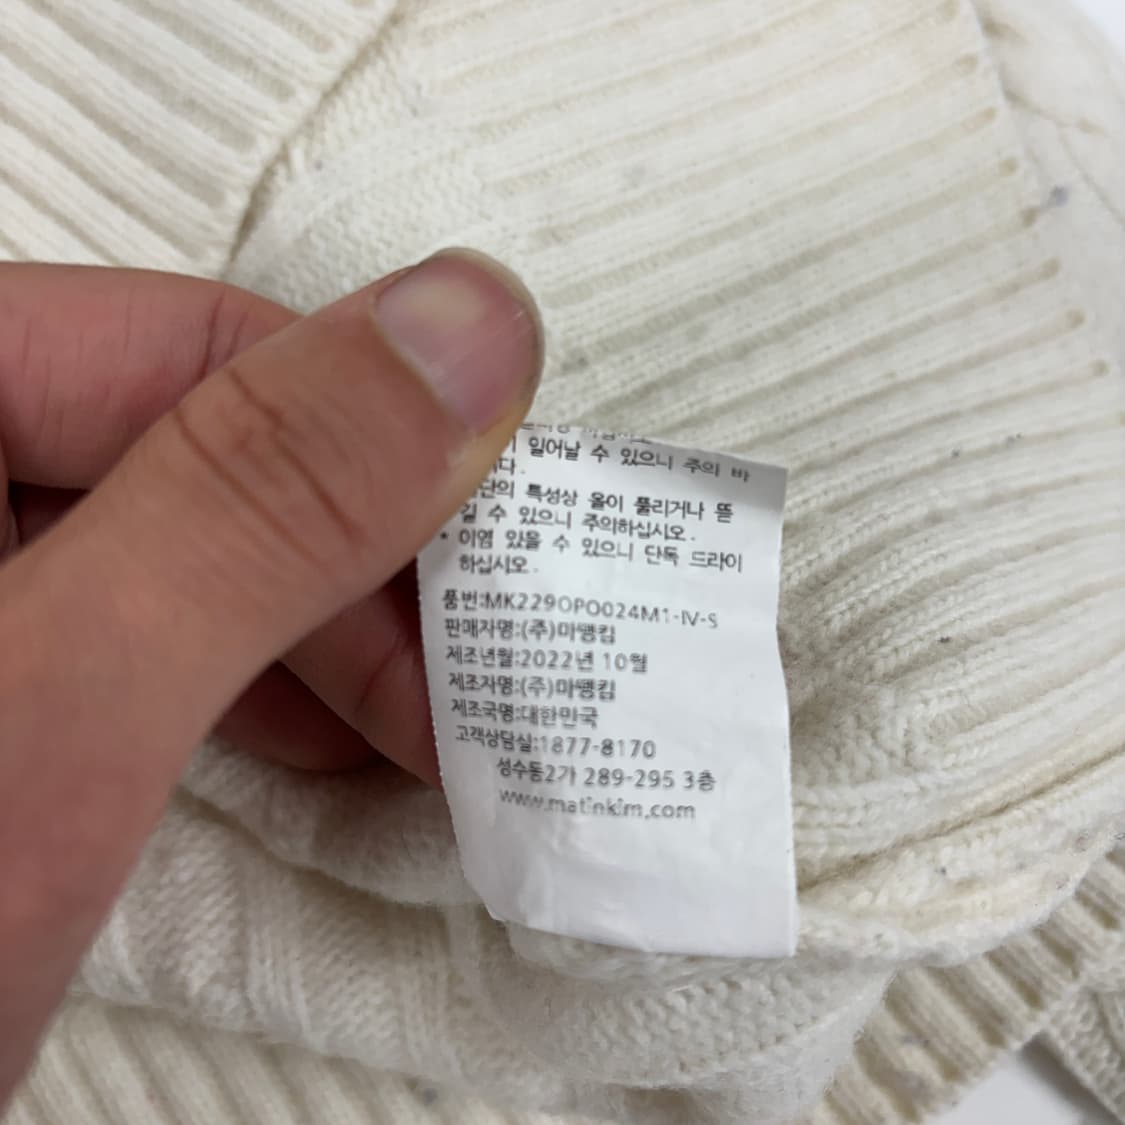 일어날 수 있으니 주의 바
다.
단의 특성상 올이 풀리거나 뜯
길 수 있으니 주의하십시오.
* 이염 있을 수 있으니 단독 드라이
하십시오.
품번:MK229OPO024M1-IV-S
판매자명:(주)마뗑킴
제조년월:2022년 10월
제조자명:(주)마뗑킴
제조국명:대한민국
고객상담실:1877-8170
성수동2가 289-295 3층
www.matinkim.com